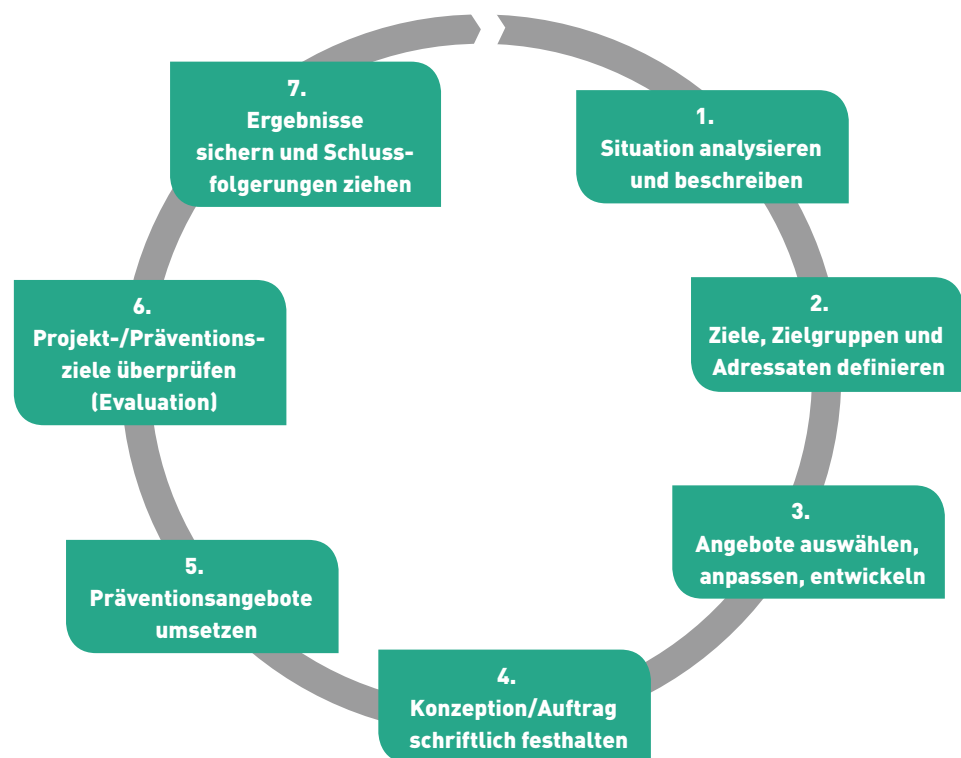 1.
Situation analysieren
und beschreiben
2.
Ziele, Zielgruppen und
Adressaten definieren
3.
Angebote auswählen,
anpassen, entwickeln
4.
Konzeption/Auftrag
schriftlich festhalten
5.
Präventionsangebote
umsetzen
6.
Projekt-/Präventions-
ziele überprüfen
(Evaluation)
7.
Ergebnisse
sichern und Schluss-
folgerungen ziehen